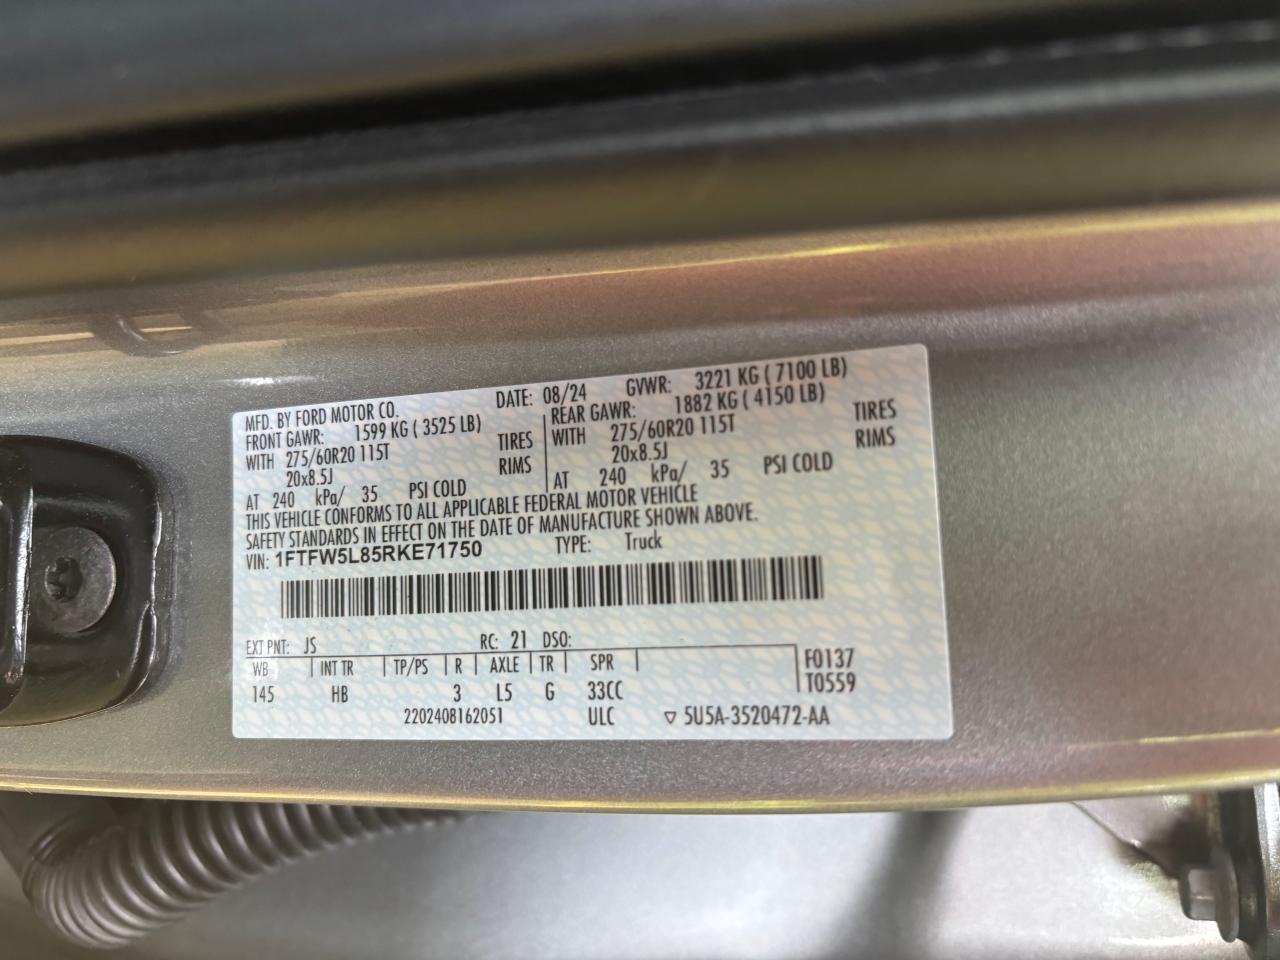 MFD. BY FORD MOTOR CO. DATE: 08/24 GVWR: 3221 KG ( 7100 LB)
FRONT GAWR: 1599 KG ( 3525 LB) REAR GAWR: 1882 KG ( 4150 LB)
WITH 275/60R20 115T TIRES WITH 275/60R20 115T TIRES
20x8.5J RIMS 20x8.5J RIMS
AT 240 kPa/ 35 PSI COLD AT 240 kPa/ 35 PSI COLD
THIS VEHICLE CONFORMS TO ALL APPLICABLE FEDERAL MOTOR VEHICLE
SAFETY STANDARDS IN EFFECT ON THE DATE OF MANUFACTURE SHOWN ABOVE.
VIN: 1FTFW5L85RKE71750 TYPE: Truck
EXT PNT: JS RC: 21 DSO:
WB INT TR TP/PS R AXLE TR SPR F0137
145 HB 3 L5 G 33CC T0559
2202408162051 ULC ▽ 5U5A-3520472-AA